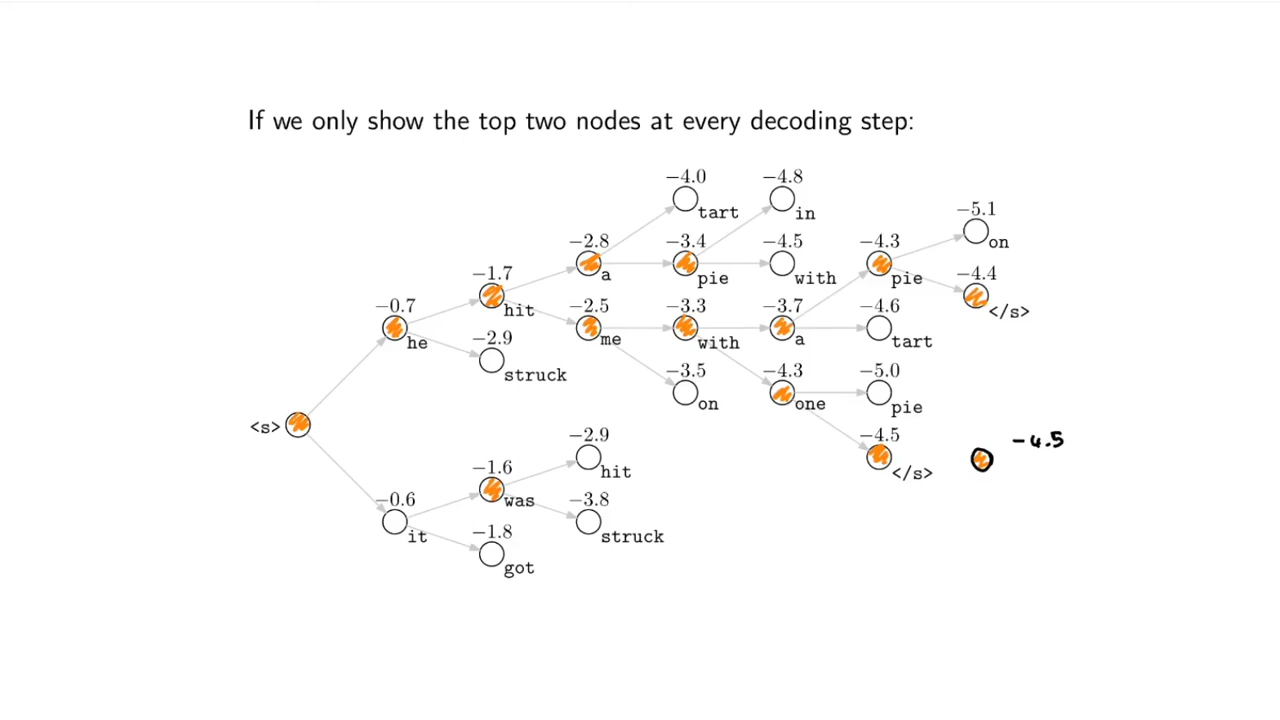 If we only show the top two nodes at every decoding step:
−4.0 −4.8
tart in
−5.1
on
−2.8 −3.4 −4.5 −4.3
a pie with pie
−1.7 −4.4
hit </s>
−0.7 −2.5 −3.3 −3.7 −4.6
he me with a tart
−2.9
struck
−3.5 −4.3 −5.0
on one pie
<s>
−2.9 −4.5 −4.5
hit </s>
−1.6
was
−0.6 −3.8
it struck
−1.8
got